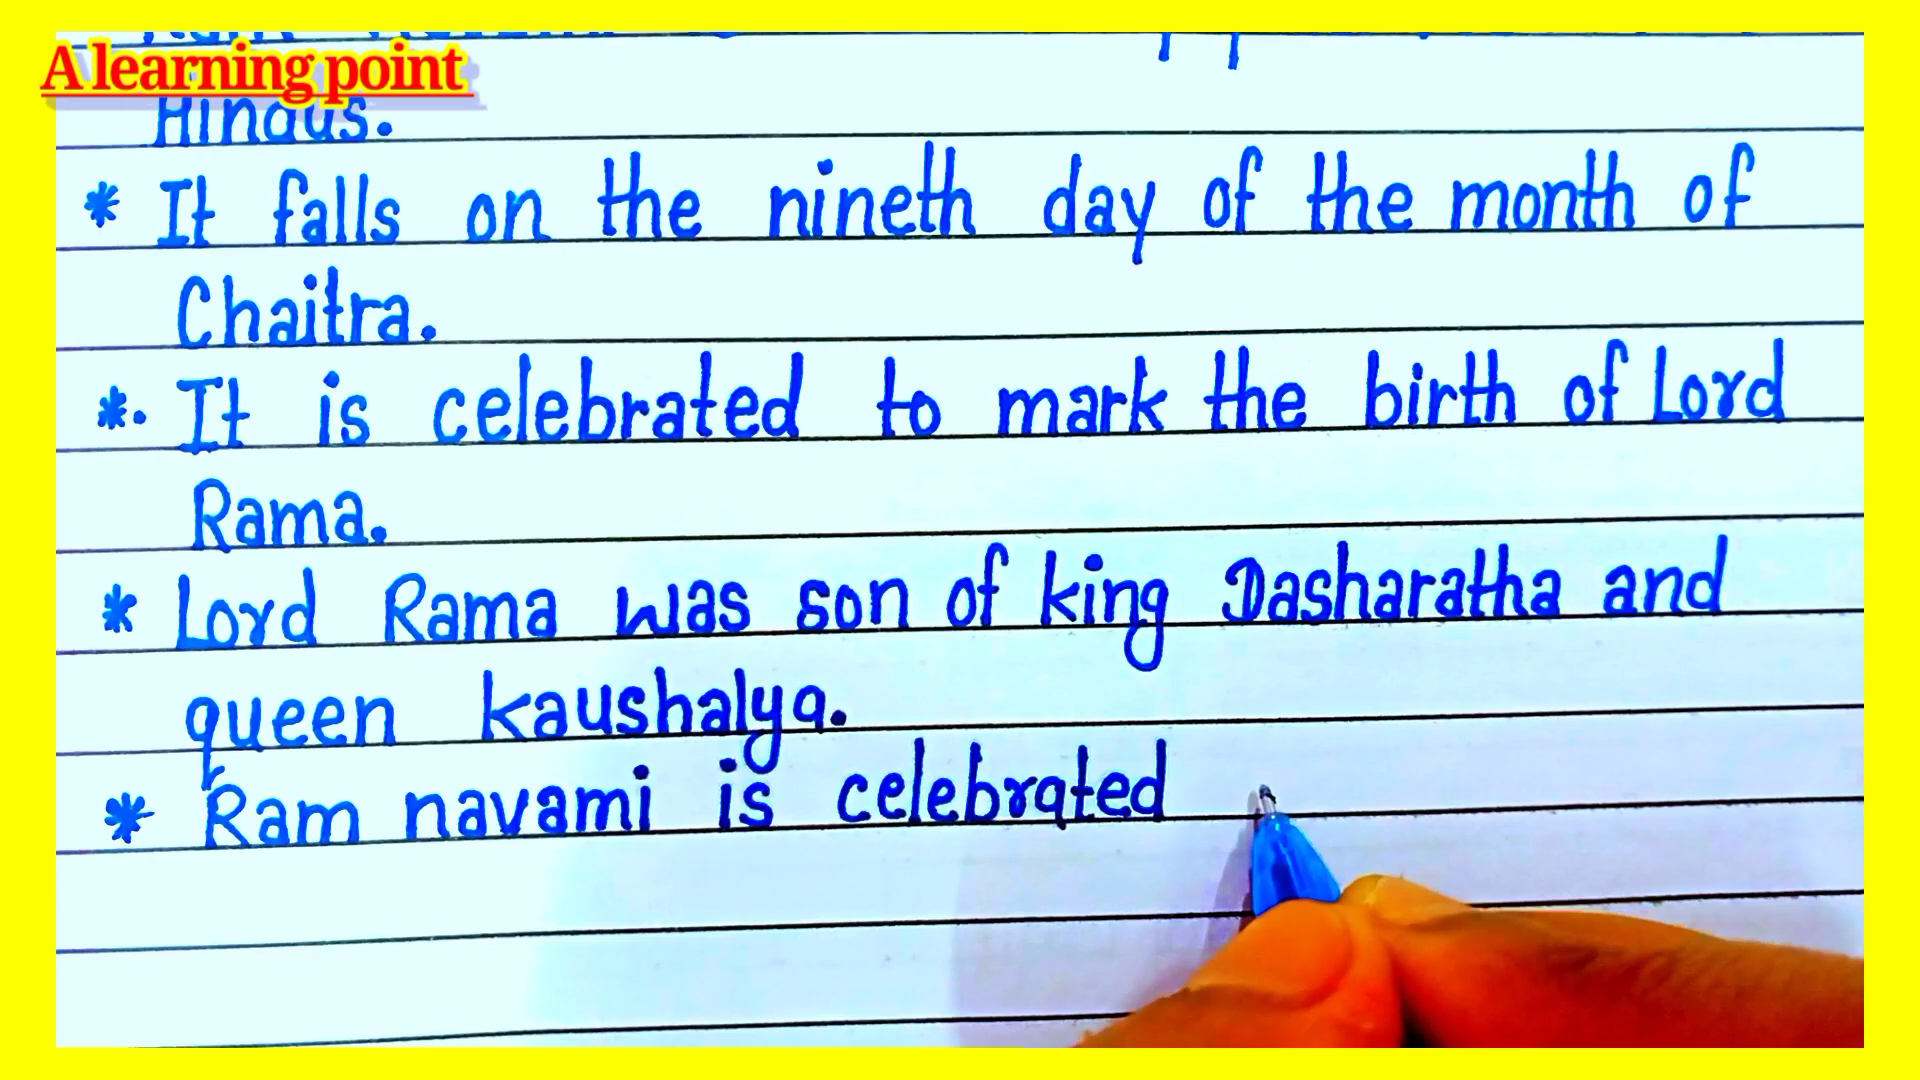 A learning point
Hindus.
* It falls on the nineth day of the month of
Chaitra.
*. It is celebrated to mark the birth of Lord
Rama.
* Lord Rama was son of king Dasharatha and
queen kaushalya.
* Ram navami is celebrated